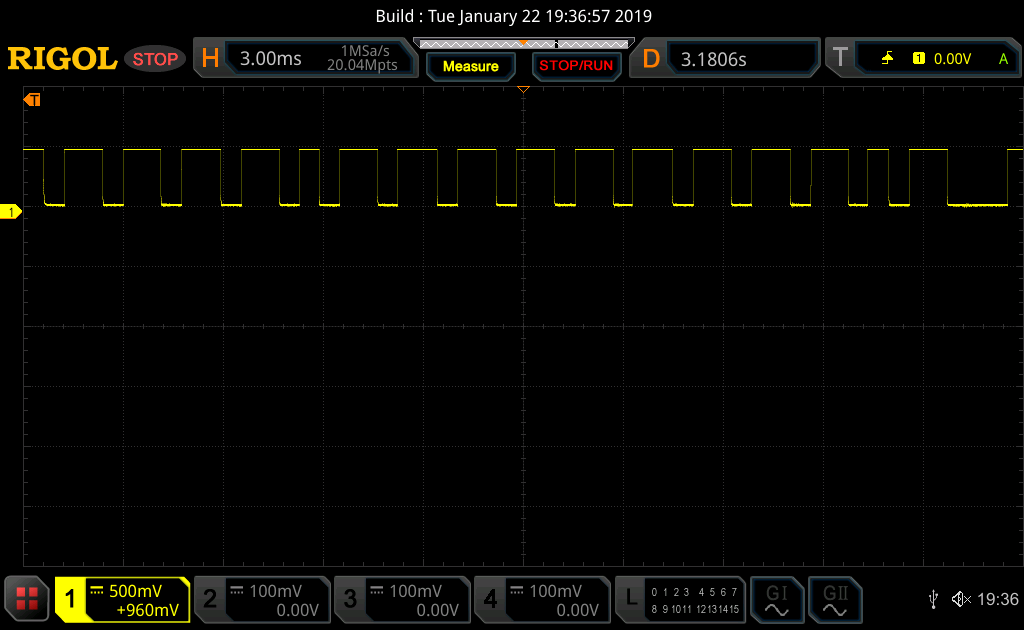 Build : Tue January 22 19:36:57 2019
RIGOL STOP H 3.00ms 1MSa/s 20.04Mpts Measure STOP/RUN D 3.1806s T 1 0.00V A
T
1
1 500mV +960mV 2 100mV 0.00V 3 100mV 0.00V 4 100mV 0.00V L 0 1 2 3 4 5 6 7 8 9 10 11 12 13 14 15 GI GII 19:36